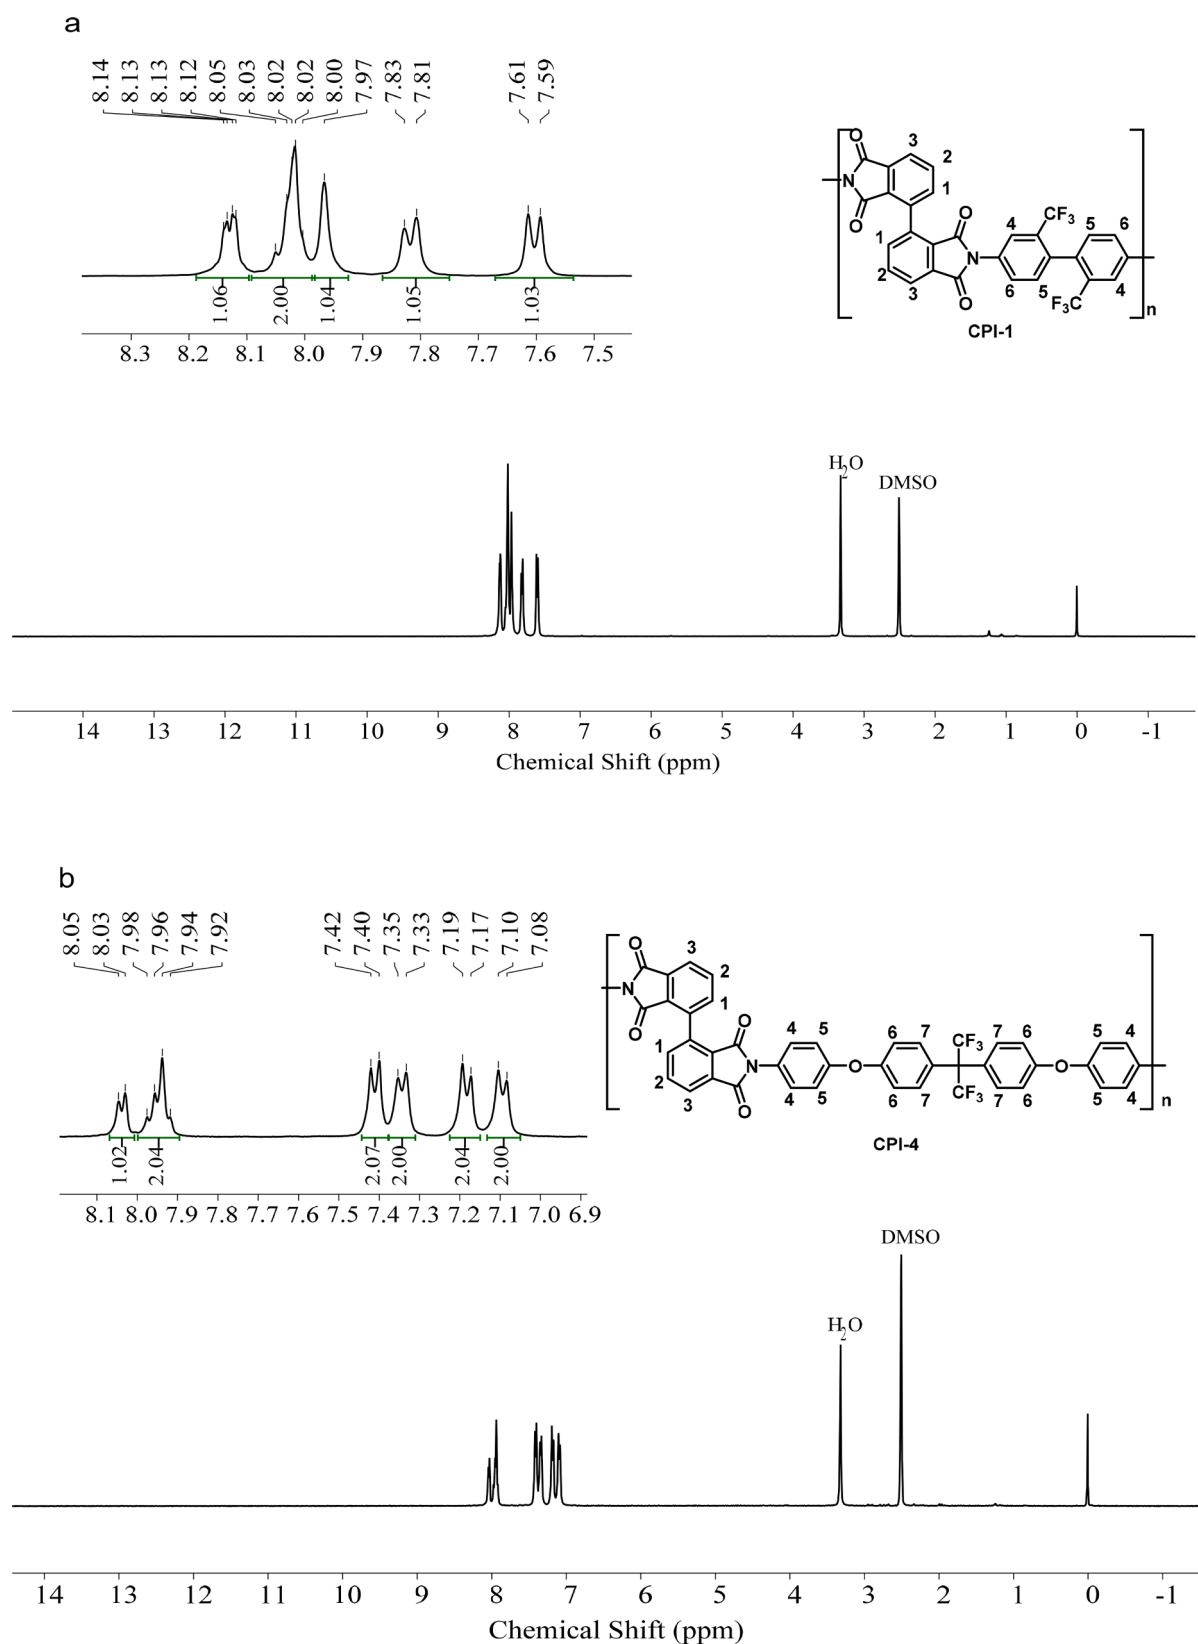 a
8.14 8.13 8.13 8.12 8.05 8.03 8.02 8.02 8.00 7.97 7.83 7.81 7.61 7.59
1.06 2.00 1.04 1.05 1.03
8.3 8.2 8.1 8.0 7.9 7.8 7.7 7.6 7.5
O 3
2
N 1
O O CF3
1 4 5 6
N
2 6 5 4
3 O F3C
n
CPI-1
H2O
DMSO
14 13 12 11 10 9 8 7 6 5 4 3 2 1 0 -1
Chemical Shift (ppm)
b
8.05 8.03 7.98 7.96 7.94 7.92 7.42 7.40 7.35 7.33 7.19 7.17 7.10 7.08
1.02 2.04 2.07 2.00 2.04 2.00
8.1 8.0 7.9 7.8 7.7 7.6 7.5 7.4 7.3 7.2 7.1 7.0 6.9
O 3
2
N 1
O O
1 4 5 6 7 CF3 7 6 5 4
N O O
2 4 5 6 7 CF3 7 6 5 4
3 O
n
CPI-4
DMSO
H2O
14 13 12 11 10 9 8 7 6 5 4 3 2 1 0 -1
Chemical Shift (ppm)